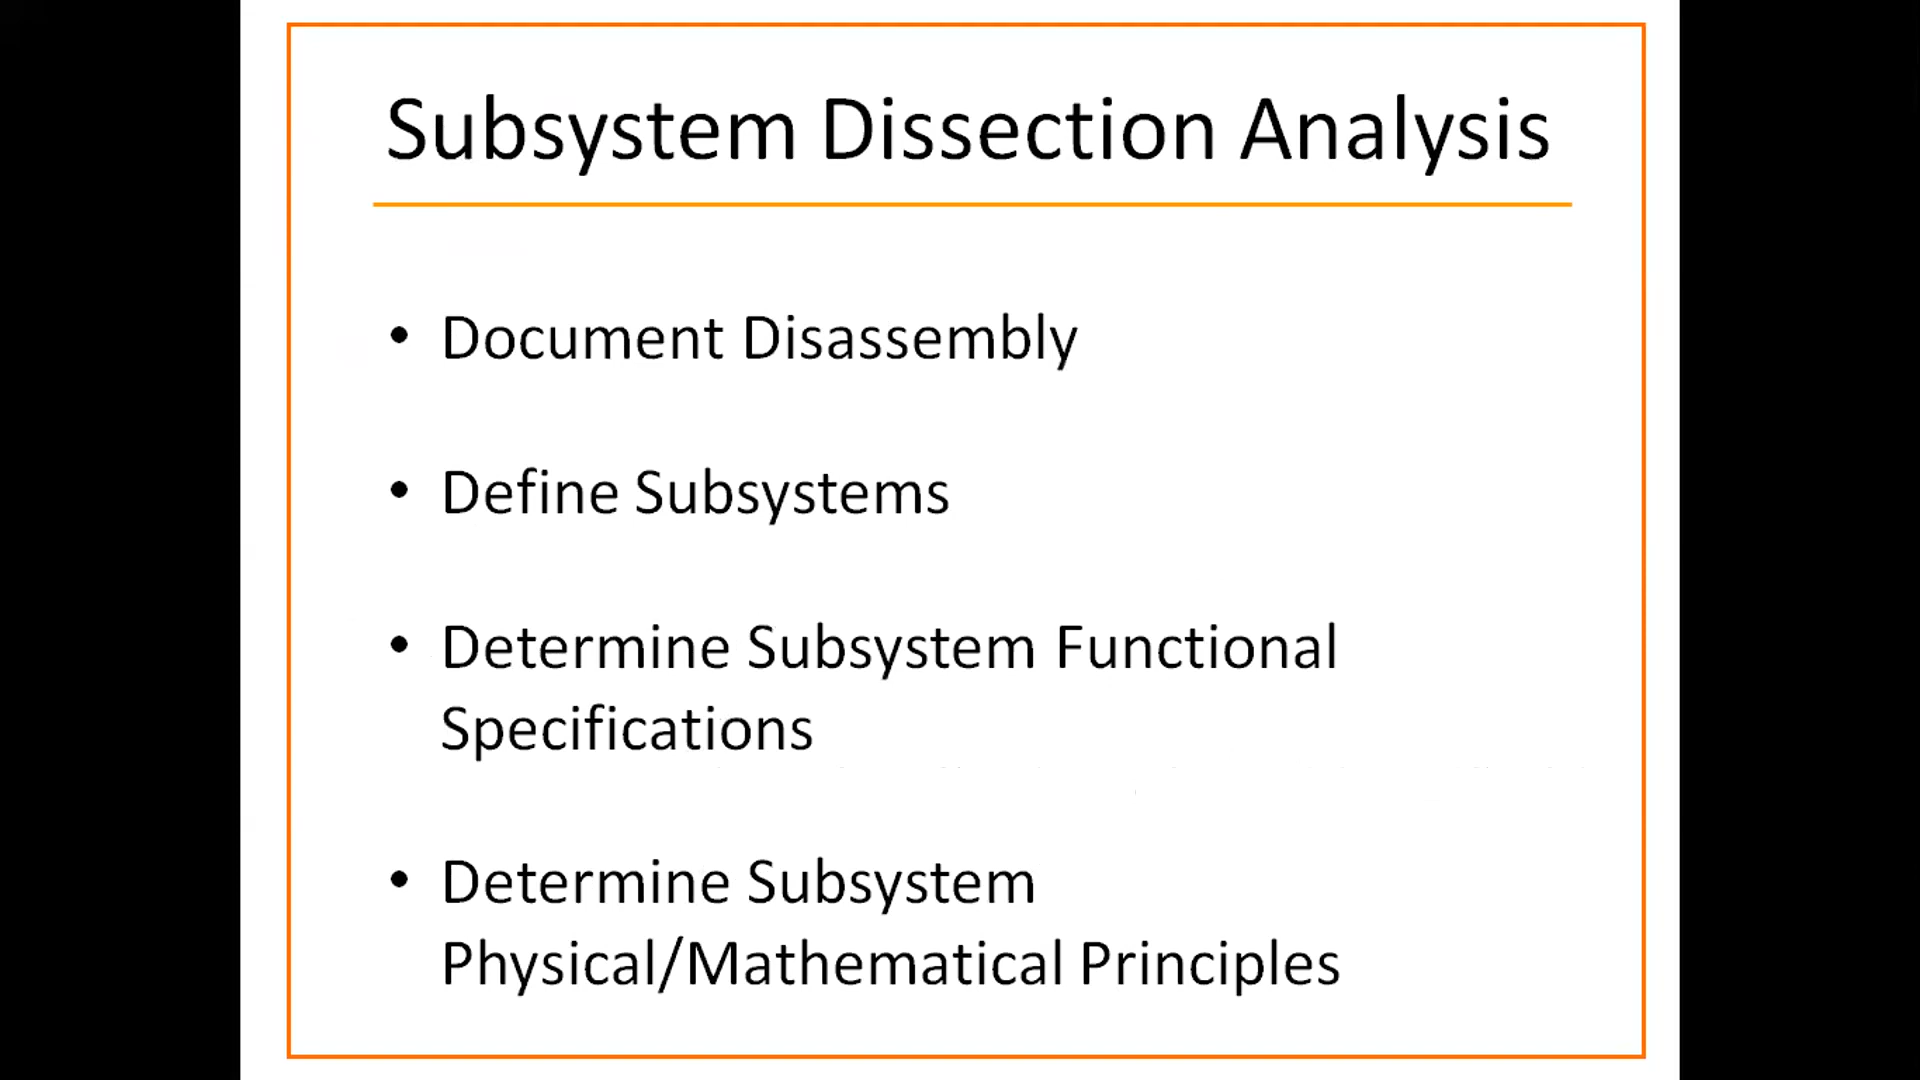 Subsystem Dissection Analysis
• Document Disassembly
• Define Subsystems
• Determine Subsystem Functional
Specifications
• Determine Subsystem
Physical/Mathematical Principles